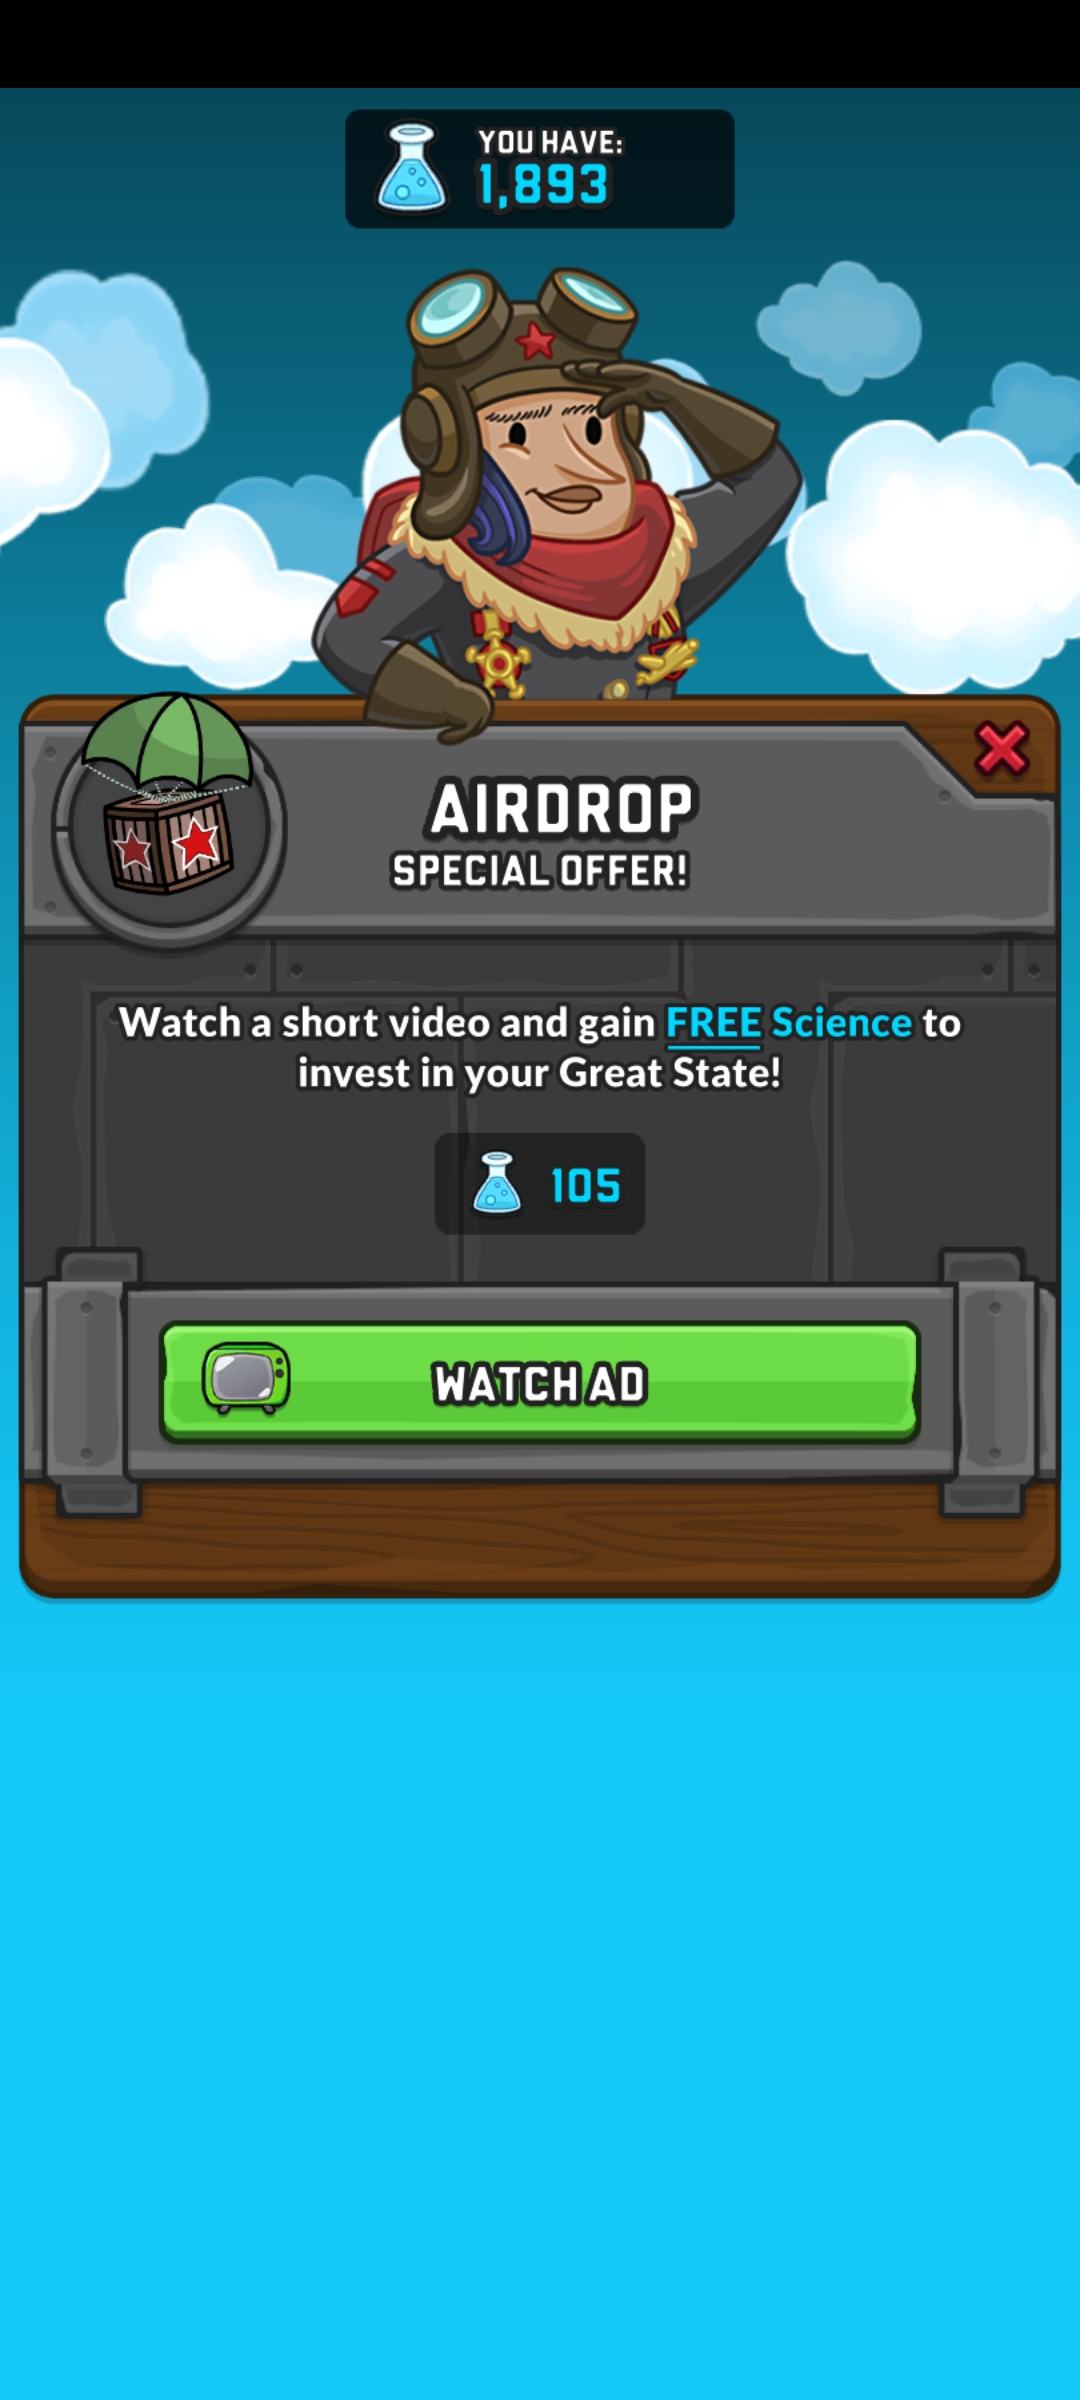 YOU HAVE:
1,893
AIRDROP
SPECIAL OFFER!
Watch a short video and gain FREE Science to
invest in your Great State!
105
WATCH AD